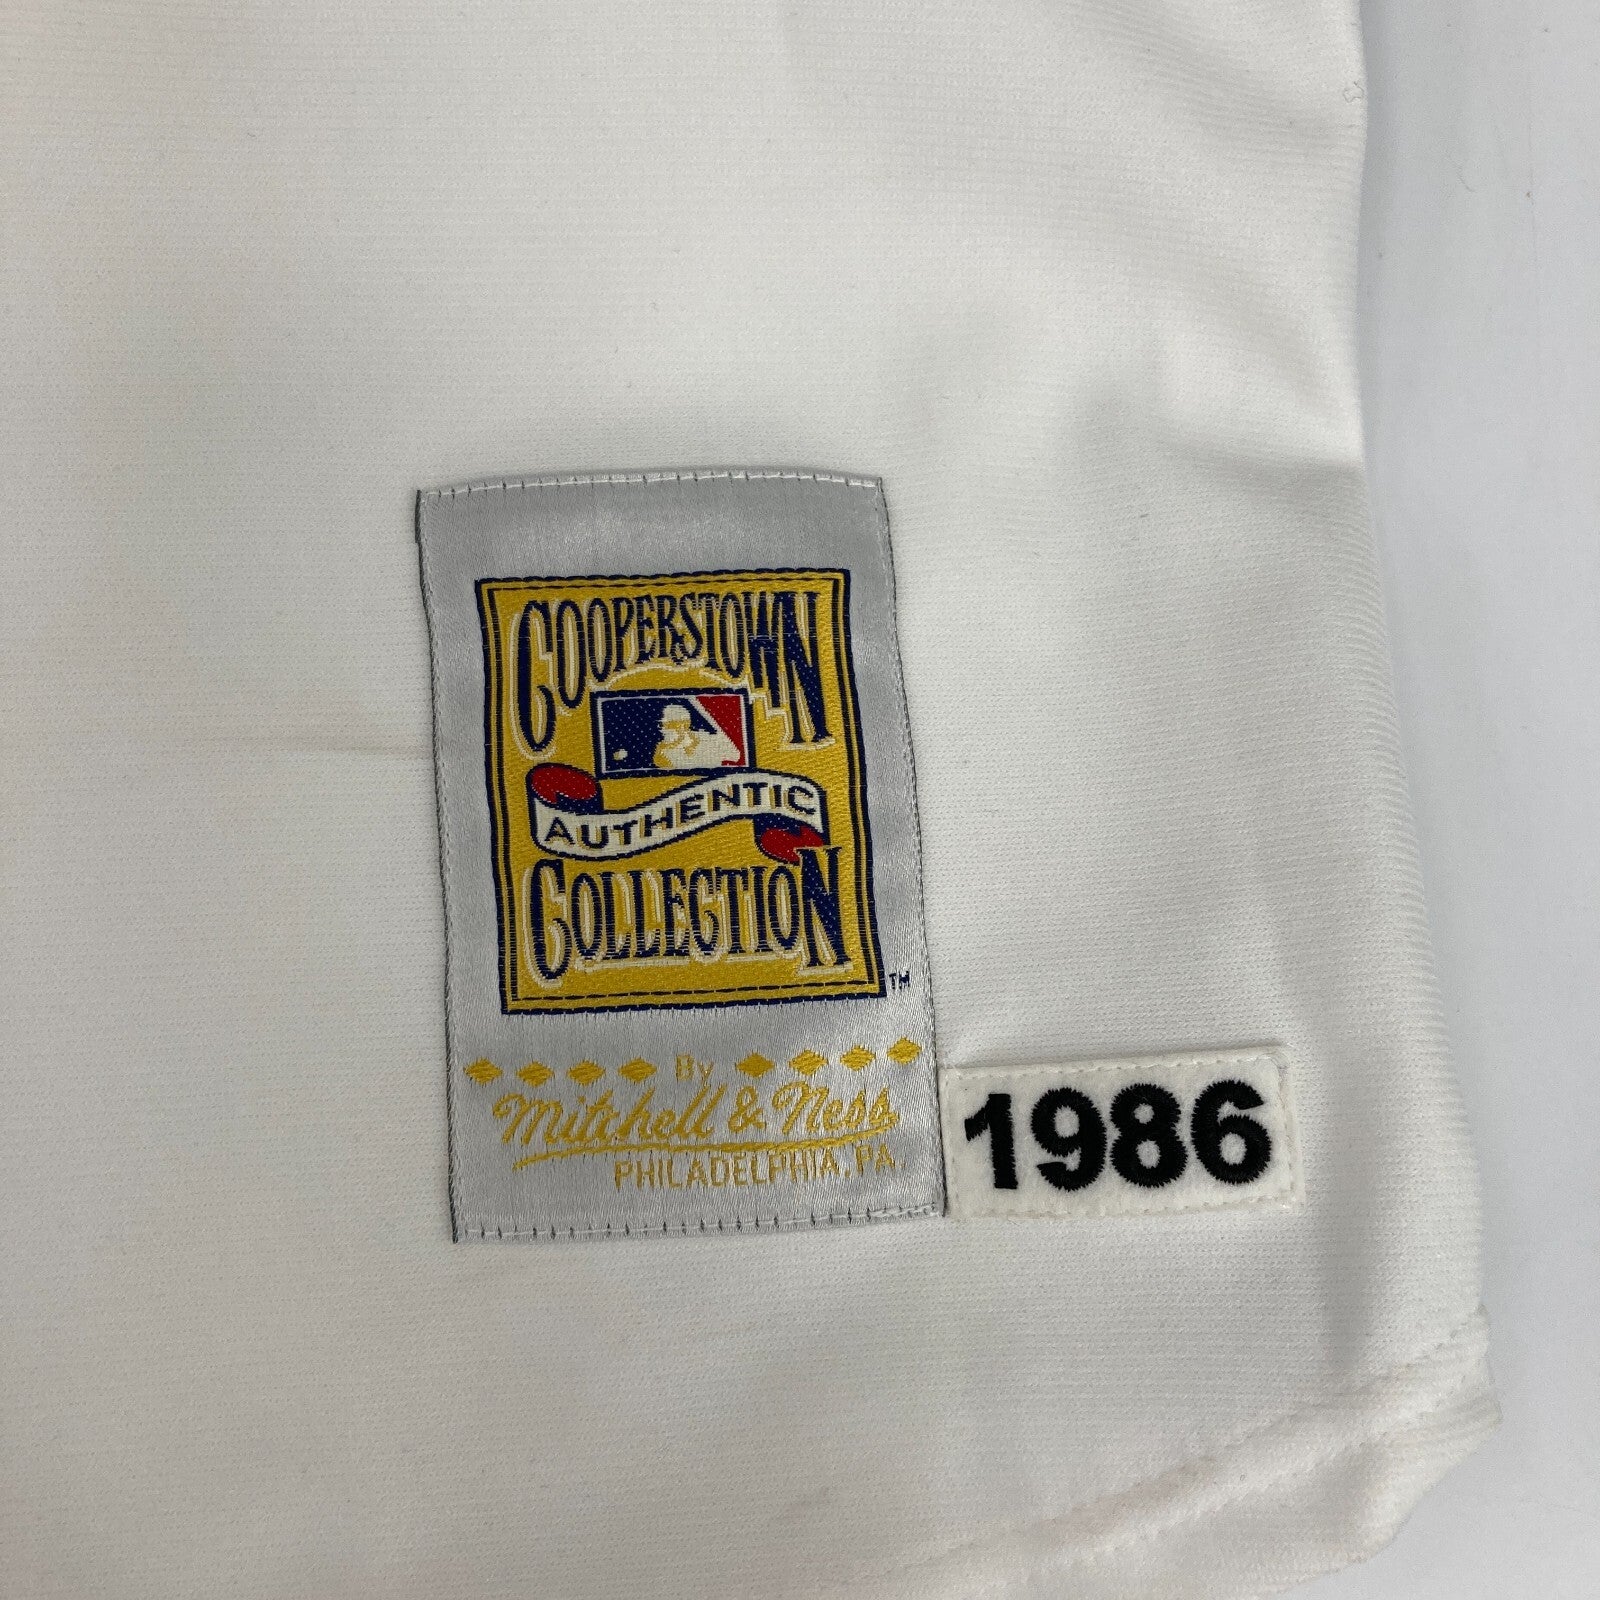 COOPERSTOWN
AUTHENTIC
COLLECTION
TM
By
Mitchell & Ness
PHILADELPHIA, PA.
1986